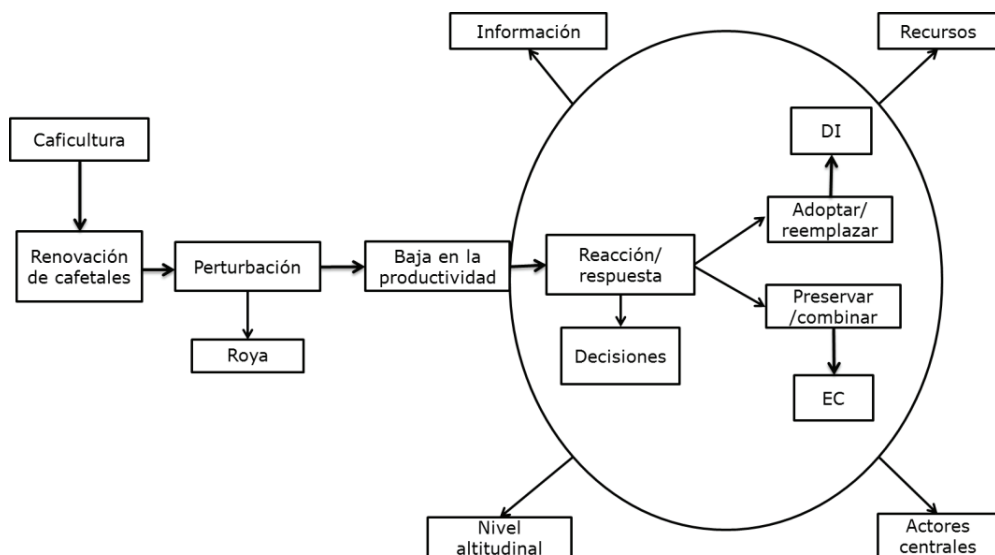 Información
Recursos
Caficultura
DI
Renovación
de cafetales
Perturbación
Baja en la
productividad
Reacción/
respuesta
Adoptar/
reemplazar
Preservar
/combinar
Roya
Decisiones
EC
Nivel
altitudinal
Actores
centrales